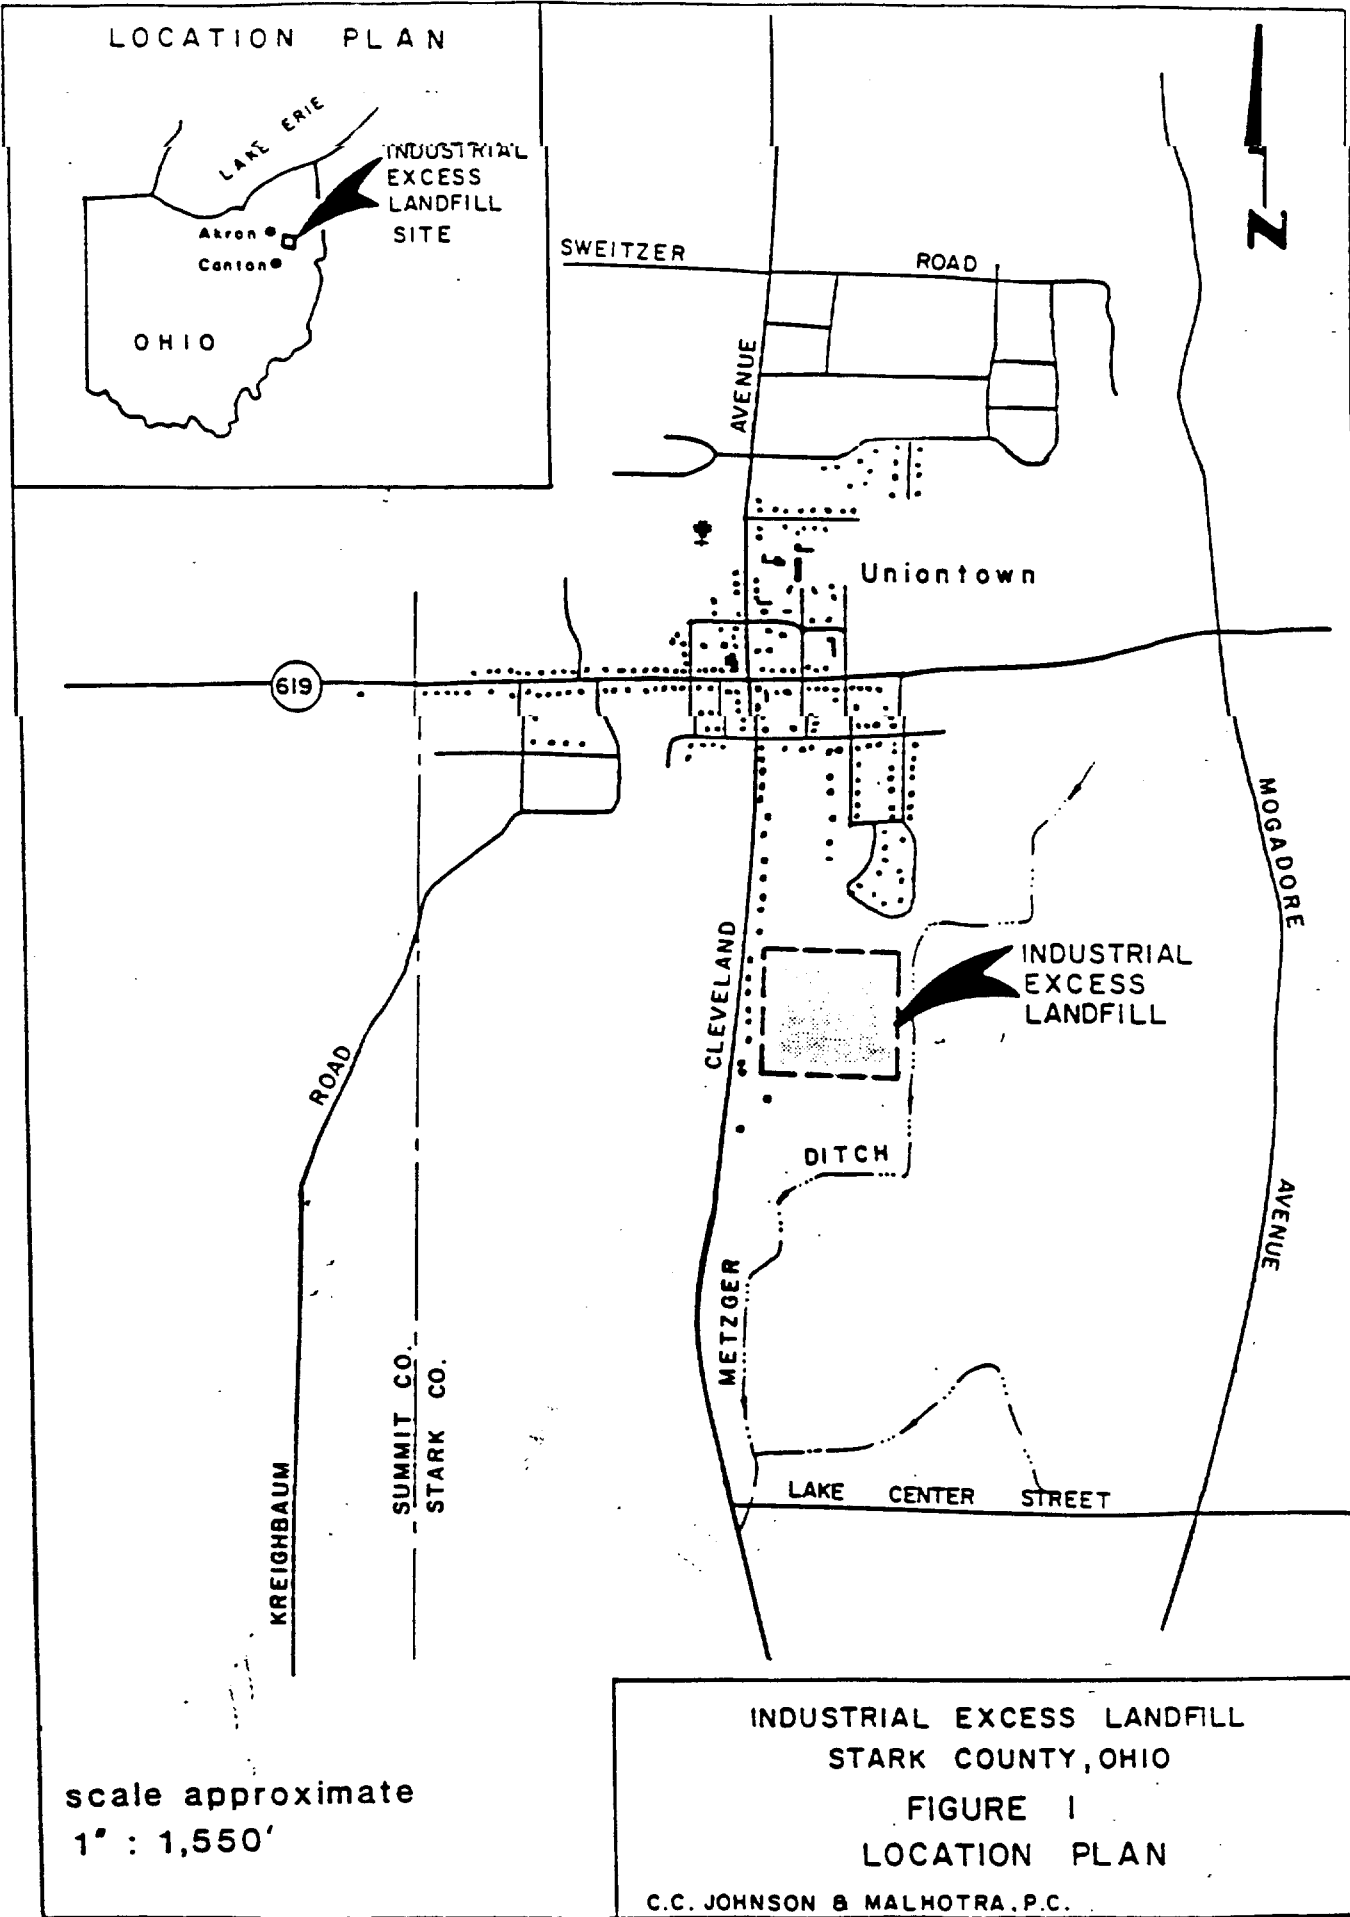 LOCATION PLAN
LAKE ERIE
INDUSTRIAL
EXCESS
LANDFILL
SITE
Akron
Canton
OHIO
N
SWEITZER ROAD
AVENUE
Uniontown
619
MOGADORE
CLEVELAND
INDUSTRIAL
EXCESS
LANDFILL
ROAD
DITCH
AVENUE
METZGER
SUMMIT CO.
STARK CO.
KREIGHBAUM
LAKE CENTER STREET
scale approximate
1" : 1,550'
INDUSTRIAL EXCESS LANDFILL
STARK COUNTY, OHIO
FIGURE 1
LOCATION PLAN
C.C. JOHNSON & MALHOTRA, P.C.